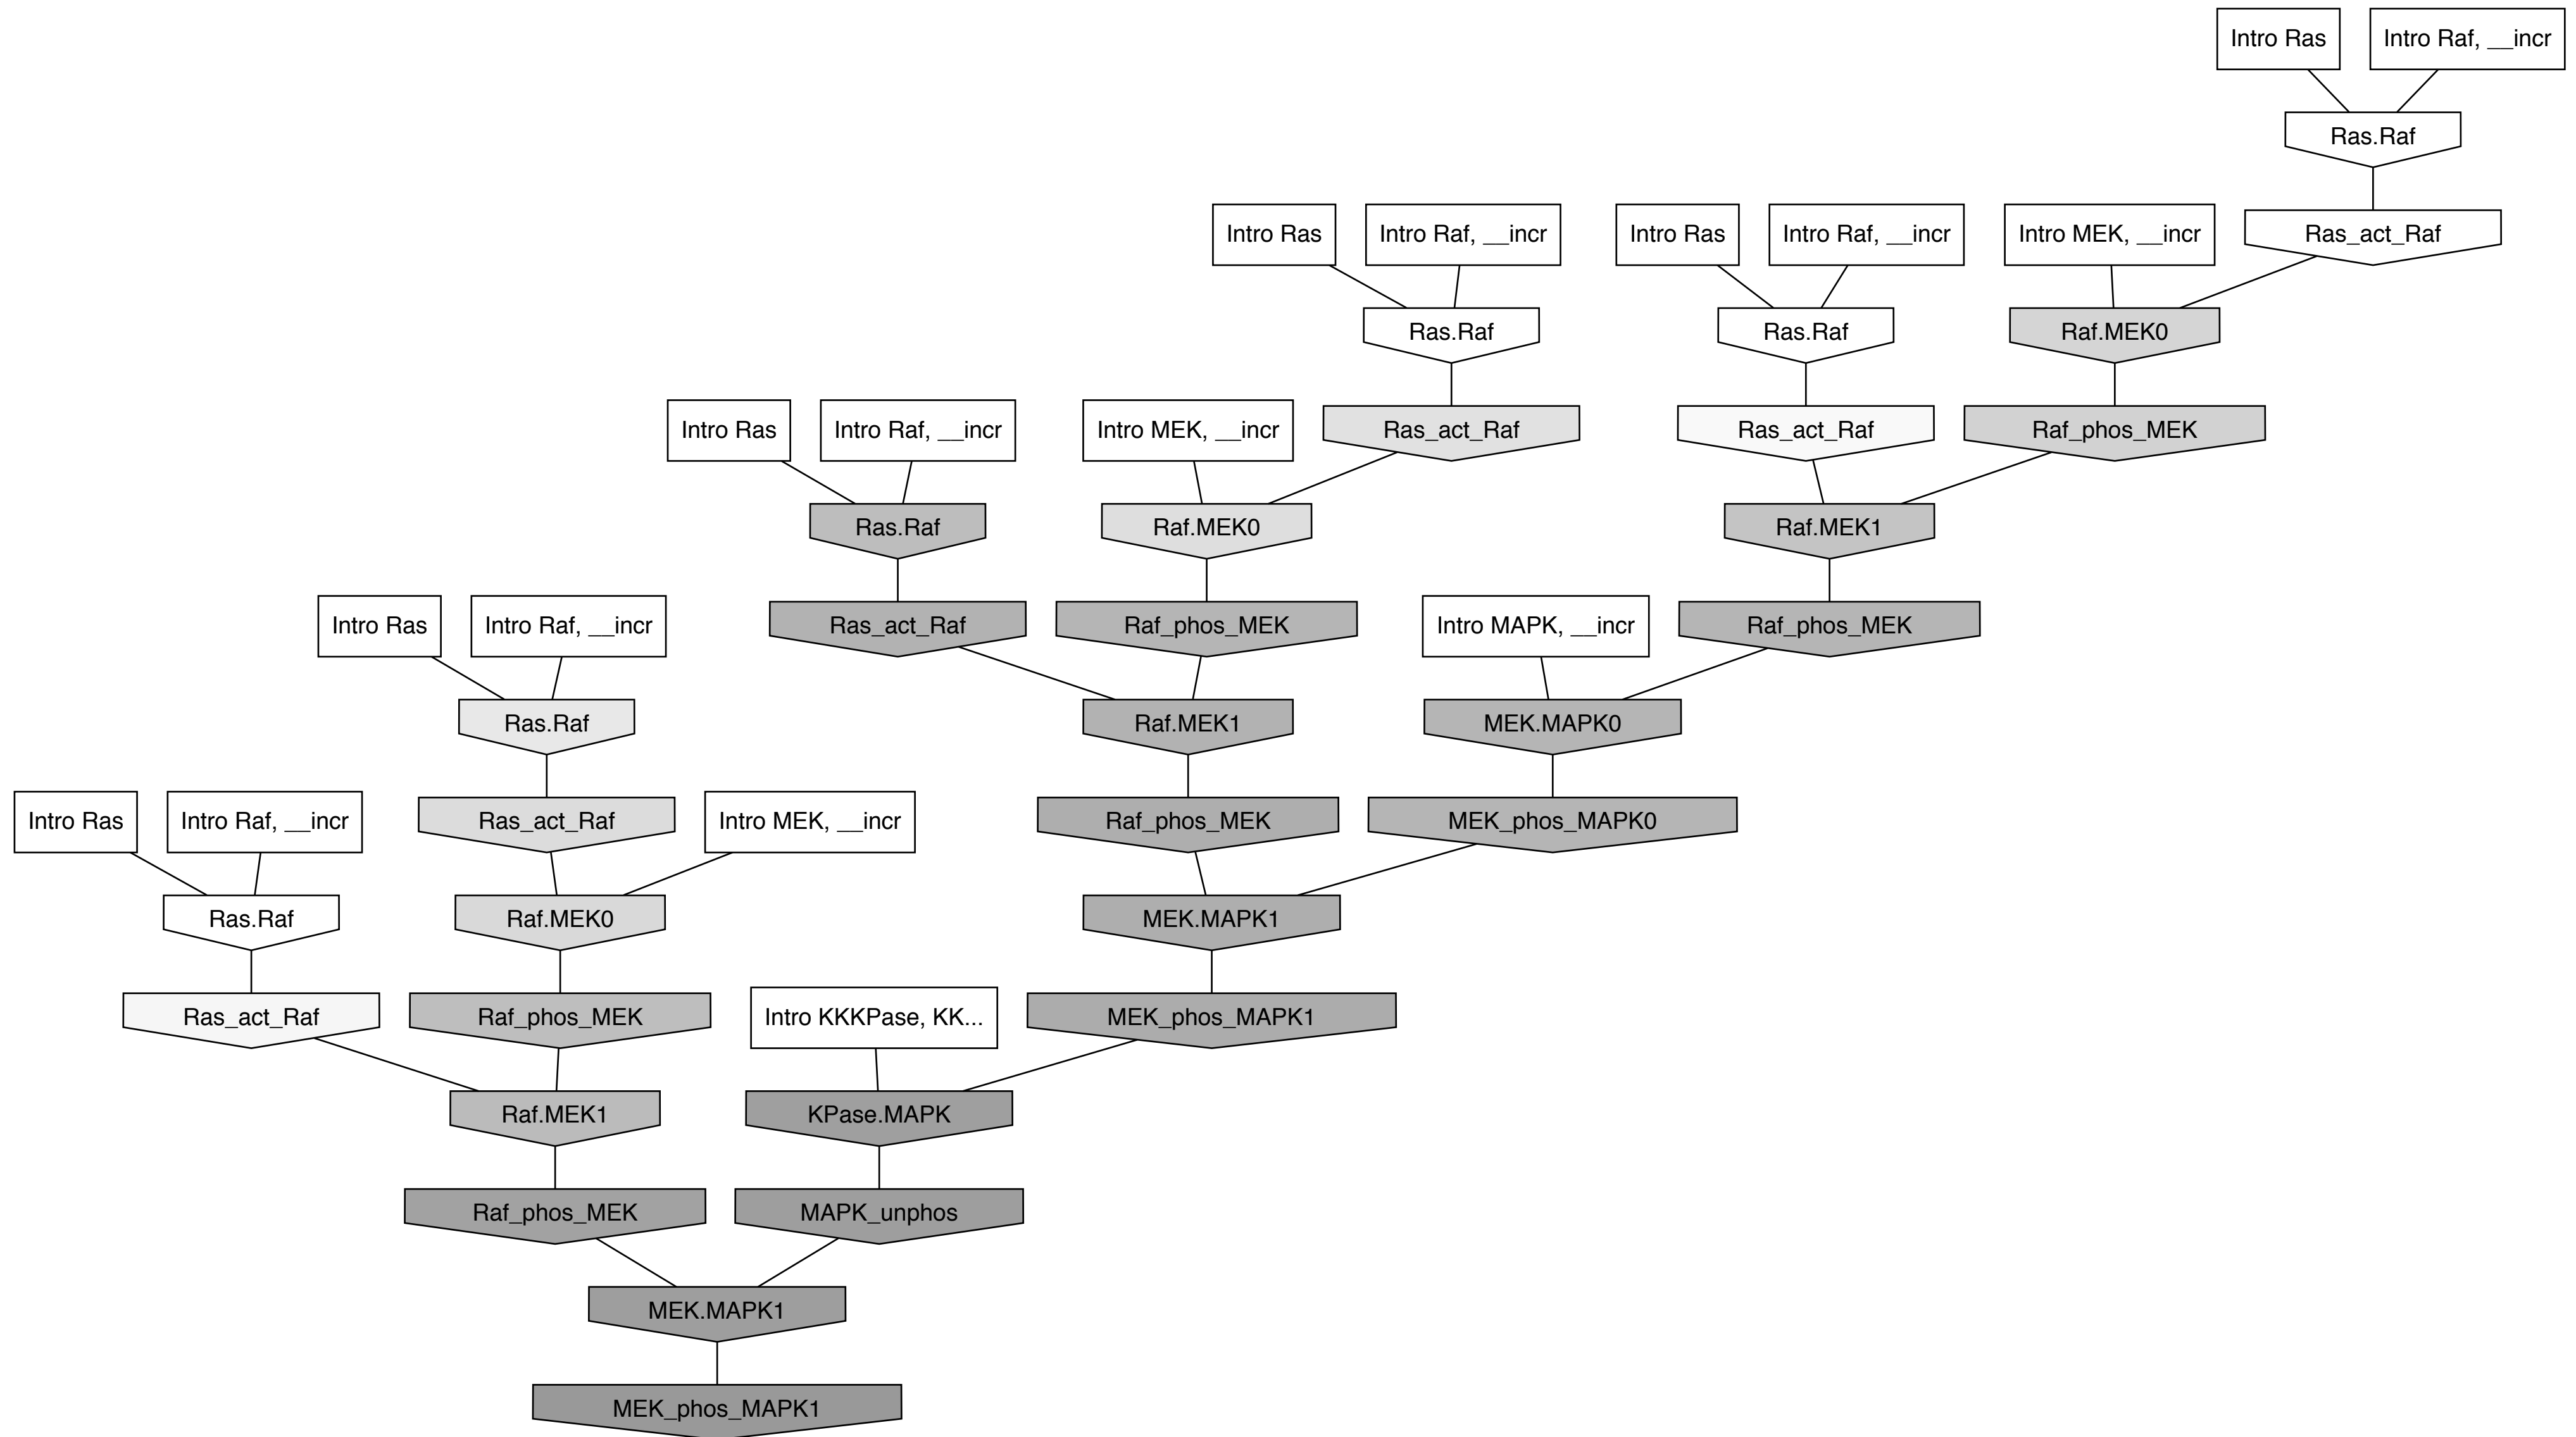 Intro Ras
Intro Raf, __incr
Ras.Raf
Intro Ras
Intro Raf, __incr
Intro Ras
Intro Raf, __incr
Intro MEK, __incr
Ras_act_Raf
Ras.Raf
Ras.Raf
Raf.MEK0
Intro Ras
Intro Raf, __incr
Intro MEK, __incr
Ras_act_Raf
Ras_act_Raf
Raf_phos_MEK
Ras.Raf
Raf.MEK0
Raf.MEK1
Intro Ras
Intro Raf, __incr
Ras_act_Raf
Raf_phos_MEK
Intro MAPK, __incr
Raf_phos_MEK
Ras.Raf
Raf.MEK1
MEK.MAPK0
Intro Ras
Intro Raf, __incr
Ras_act_Raf
Intro MEK, __incr
Raf_phos_MEK
MEK_phos_MAPK0
Ras.Raf
Raf.MEK0
MEK.MAPK1
Ras_act_Raf
Raf_phos_MEK
Intro KKKPase, KK...
MEK_phos_MAPK1
Raf.MEK1
KPase.MAPK
Raf_phos_MEK
MAPK_unphos
MEK.MAPK1
MEK_phos_MAPK1